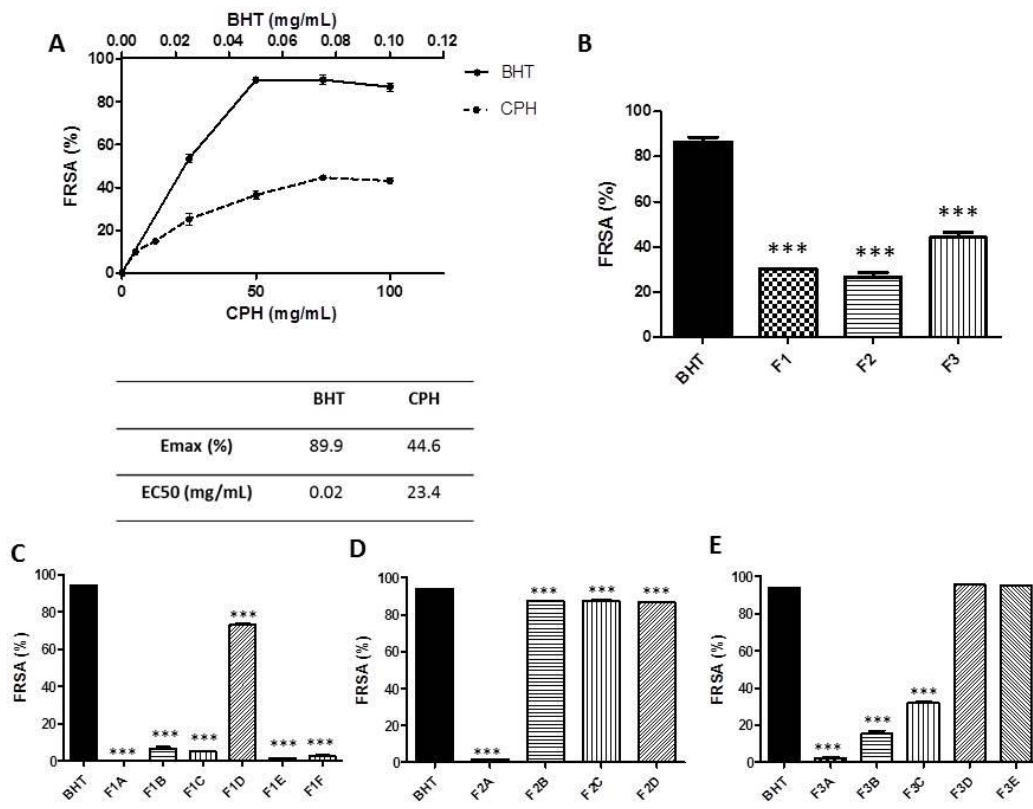 A
BHT (mg/mL)
0.00 0.02 0.04 0.06 0.08 0.10 0.12
100
80
60
40
20
0
FRSA (%)
0 50 100
CPH (mg/mL)
BHT
CPH
B
80
60
40
20
0
FRSA (%)
*** *** ***
BHT F1 F2 F3
BHT CPH
Emax (%) 89.9 44.6
EC50 (mg/mL) 0.02 23.4
C
100
80
60
40
20
0
FRSA (%)
*** *** *** *** *** ***
BHT F1A F1B F1C F1D F1E F1F
D
100
80
60
40
20
0
FRSA (%)
*** *** *** ***
BHT F2A F2B F2C F2D
E
100
80
60
40
20
0
FRSA (%)
*** *** ***
BHT F3A F3B F3C F3D F3E